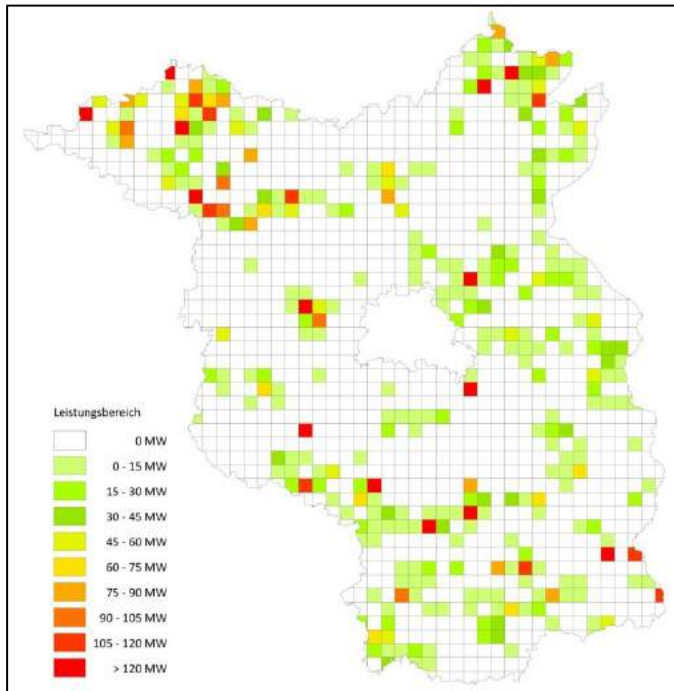 Leistungsbereich
0 MW
0 - 15 MW
15 - 30 MW
30 - 45 MW
45 - 60 MW
60 - 75 MW
75 - 90 MW
90 - 105 MW
105 - 120 MW
> 120 MW